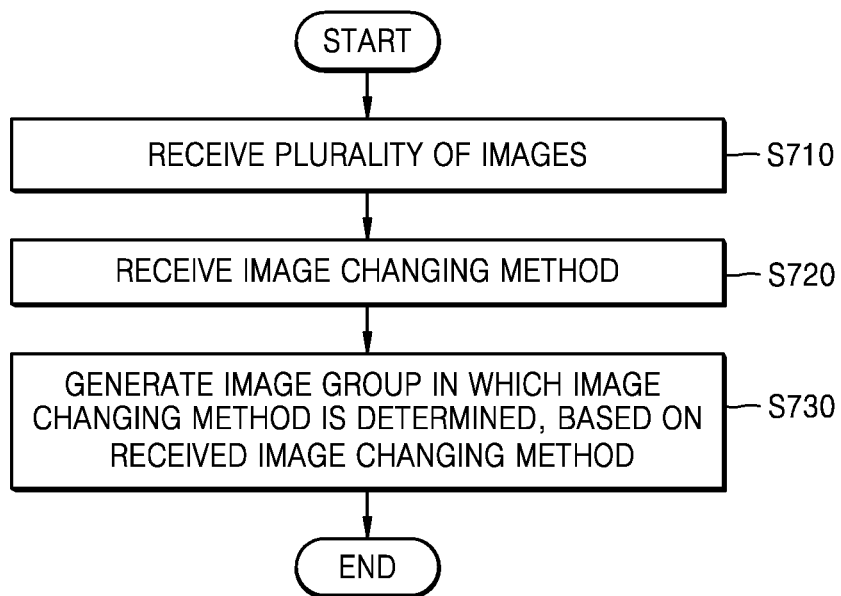 START
RECEIVE PLURALITY OF IMAGES
S710
RECEIVE IMAGE CHANGING METHOD
S720
GENERATE IMAGE GROUP IN WHICH IMAGE
CHANGING METHOD IS DETERMINED, BASED ON
RECEIVED IMAGE CHANGING METHOD
S730
END